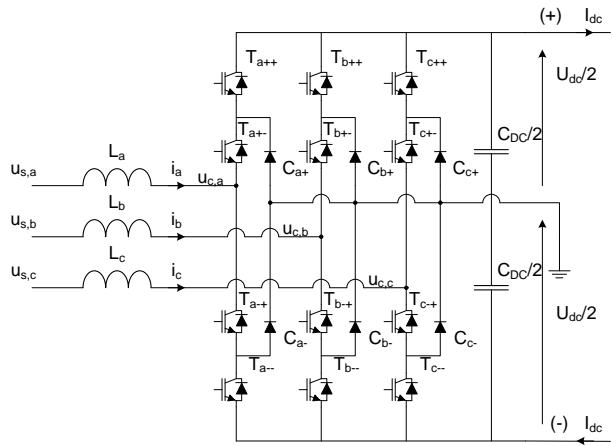 (+) I_dc
T_a++ T_b++ T_c++
U_dc/2
T_a+- T_b+- T_c+-
C_DC/2
L_a
C_a+ C_b+ C_c+
u_s,a i_a u_c,a
L_b
u_s,b i_b u_c,b
L_c
u_s,c i_c u_c,c
C_DC/2
T_a-+ T_b-+ T_c-+
U_dc/2
C_a- C_b- C_c-
T_a-- T_b-- T_c--
(-) I_dc